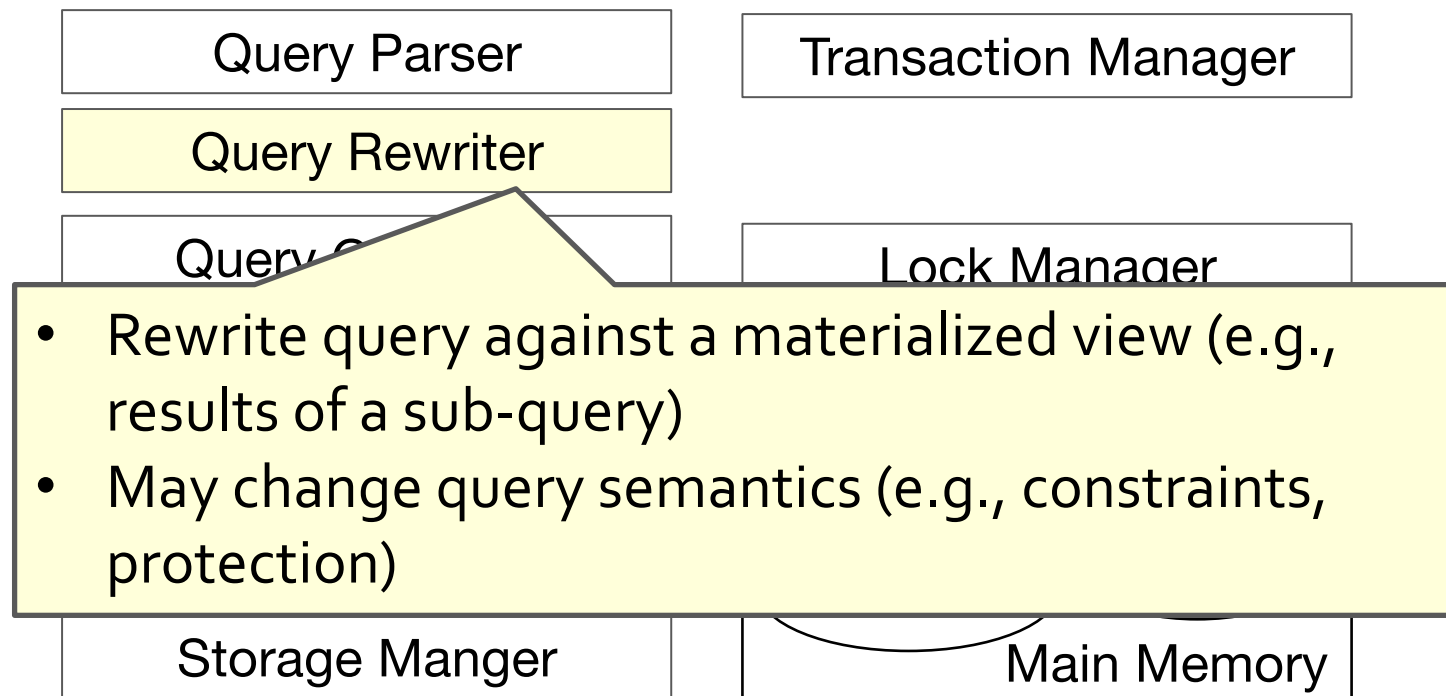 Query Parser
Transaction Manager
Query Rewriter
Query
Lock Manager
• Rewrite query against a materialized view (e.g.,
results of a sub-query)
• May change query semantics (e.g., constraints,
protection)
Storage Manger
Main Memory